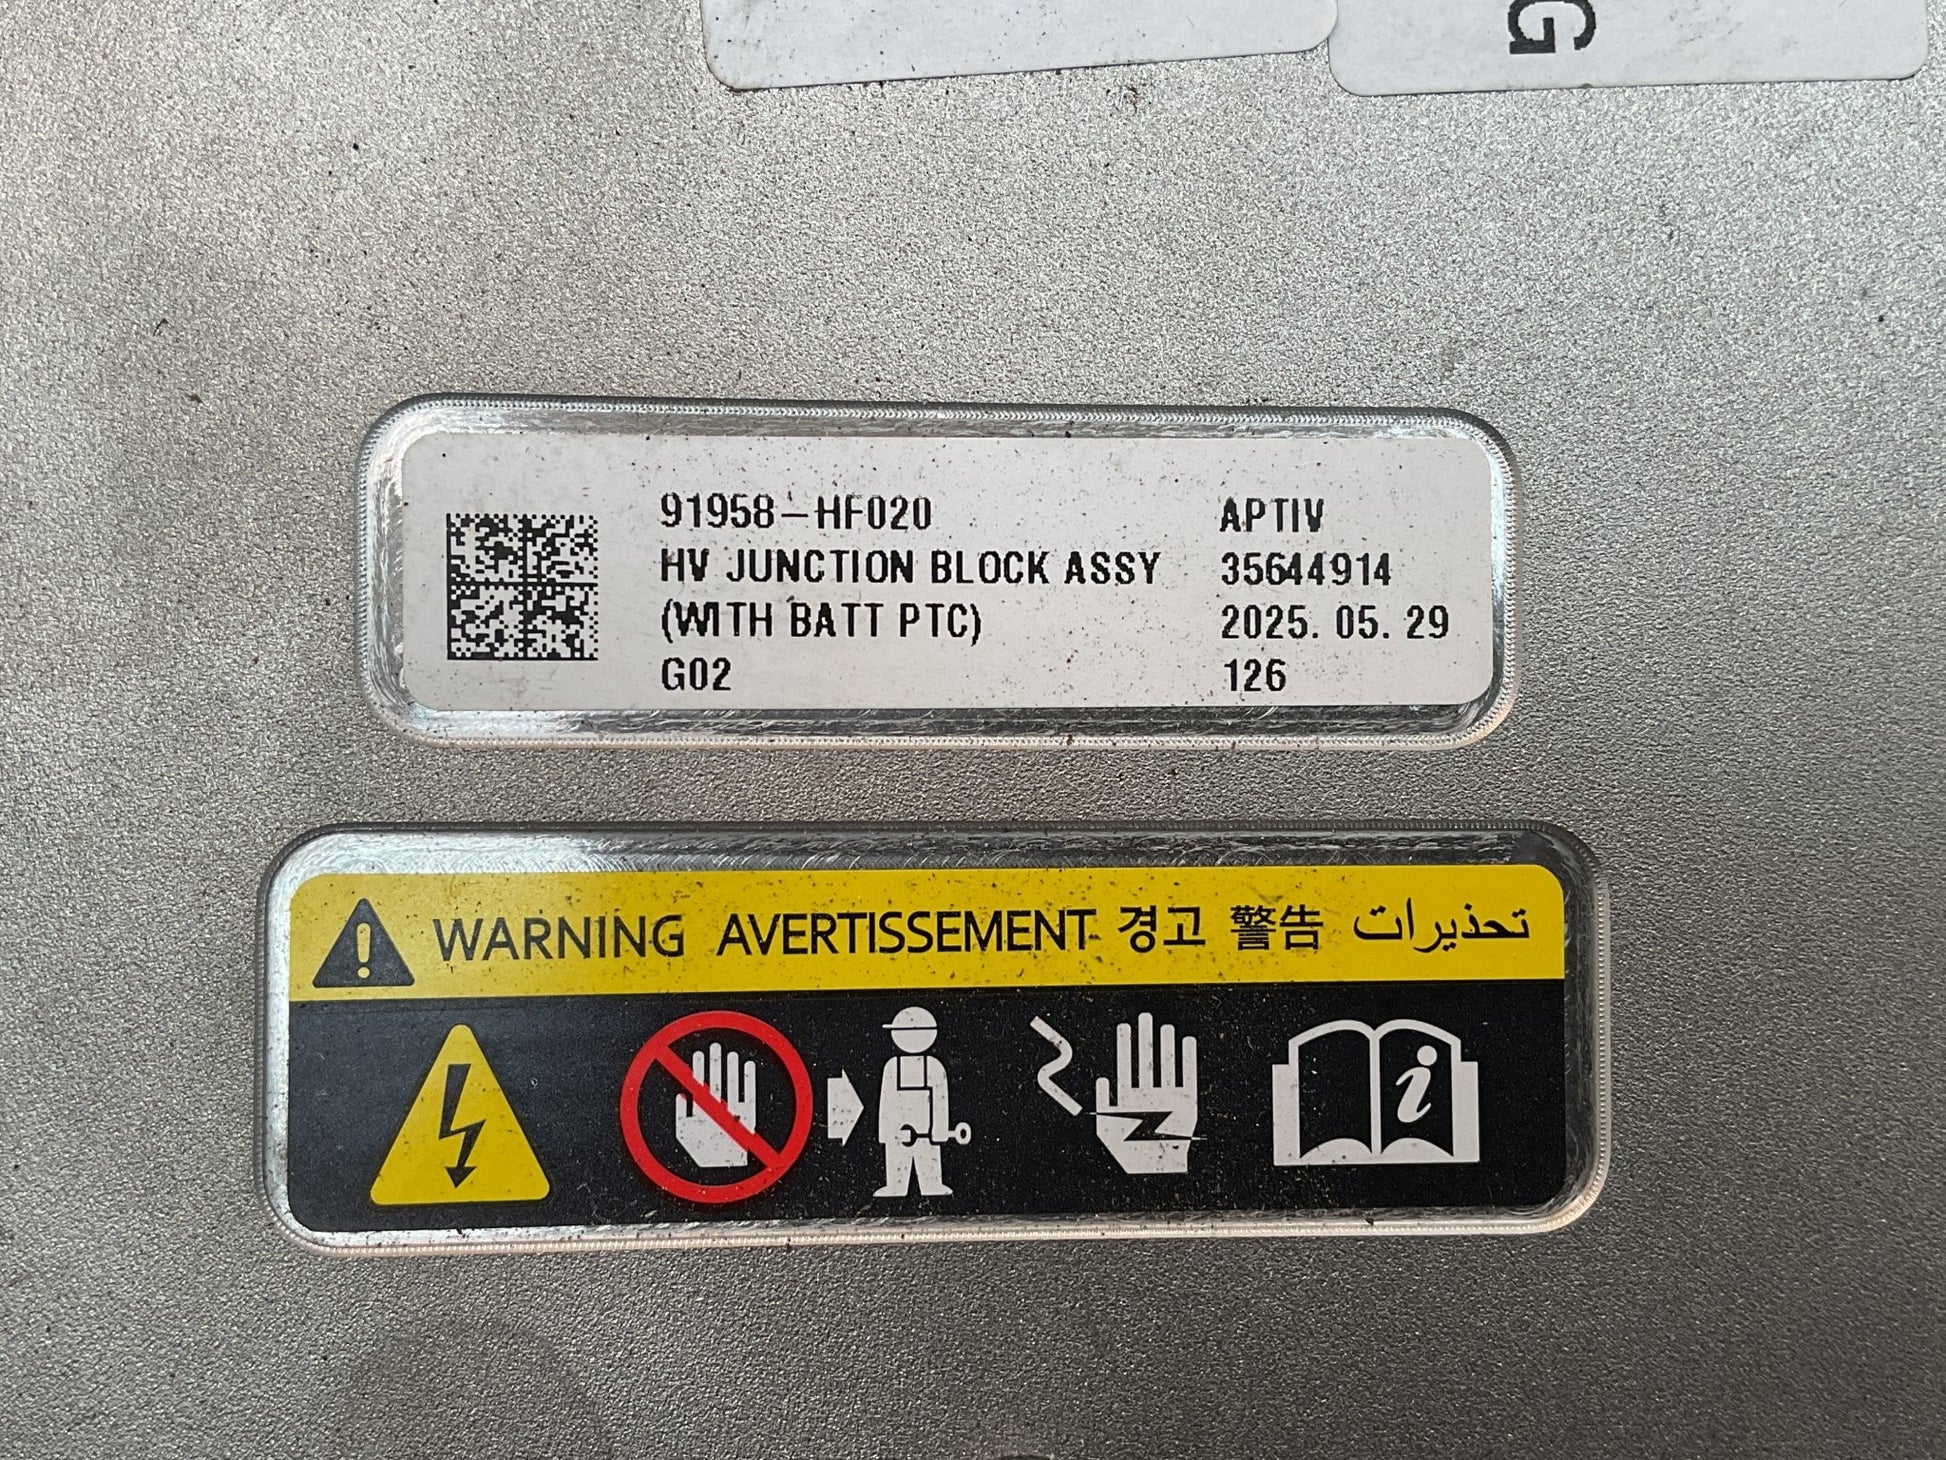 G
91958-HF020
HV JUNCTION BLOCK ASSY
(WITH BATT PTC)
G02
APTIV
35644914
2025. 05. 29
126
WARNING AVERTISSEMENT 경고 警告 تحذيرات